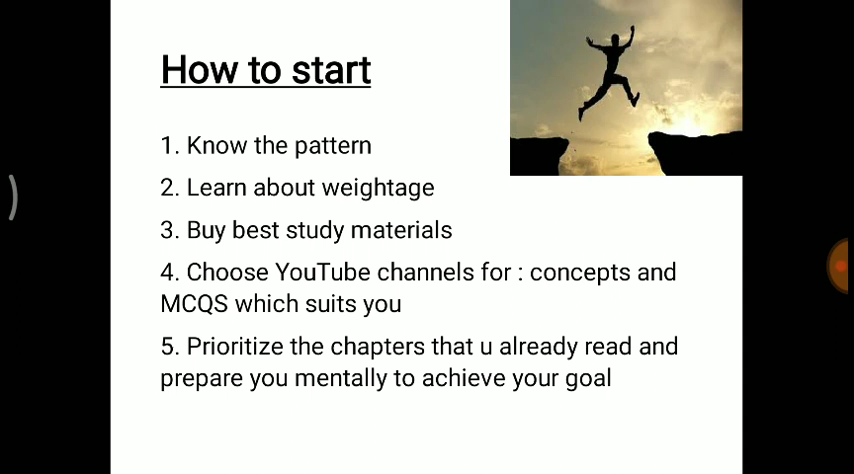 How to start
1. Know the pattern
2. Learn about weightage
3. Buy best study materials
4. Choose YouTube channels for : concepts and
MCQS which suits you
5. Prioritize the chapters that u already read and
prepare you mentally to achieve your goal